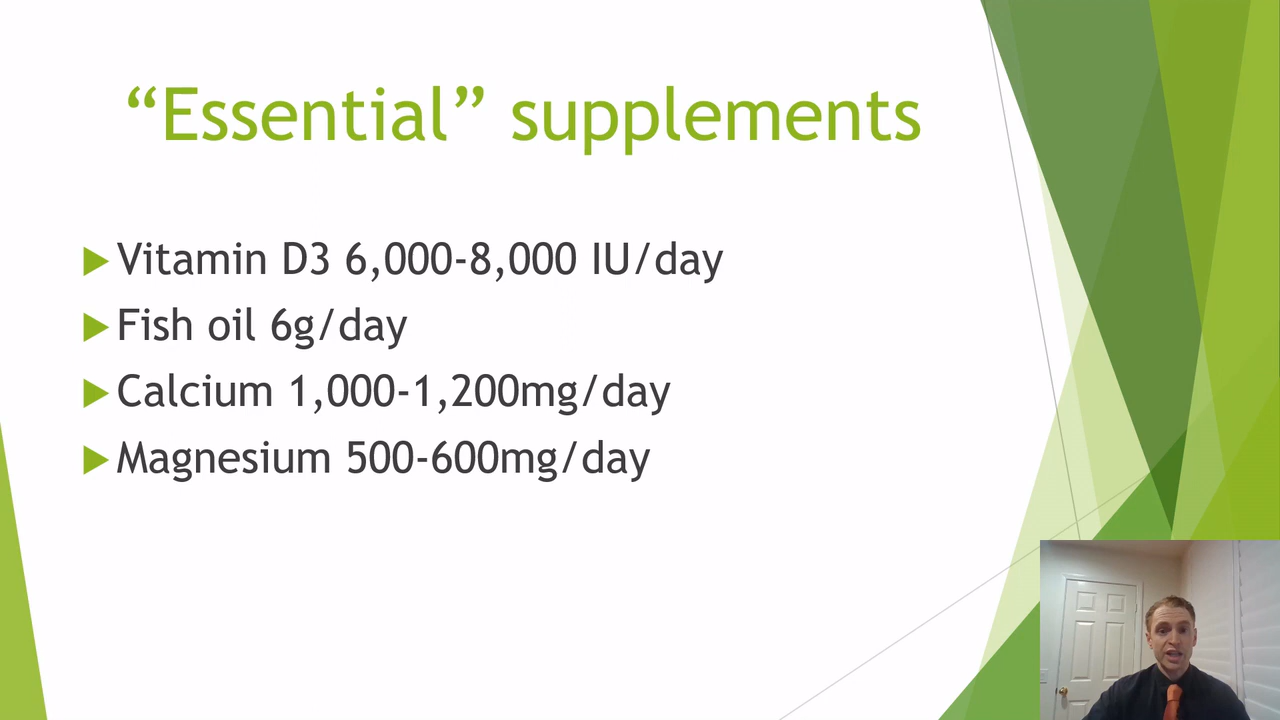 “Essential” supplements
Vitamin D3 6,000-8,000 IU/day
Fish oil 6g/day
Calcium 1,000-1,200mg/day
Magnesium 500-600mg/day